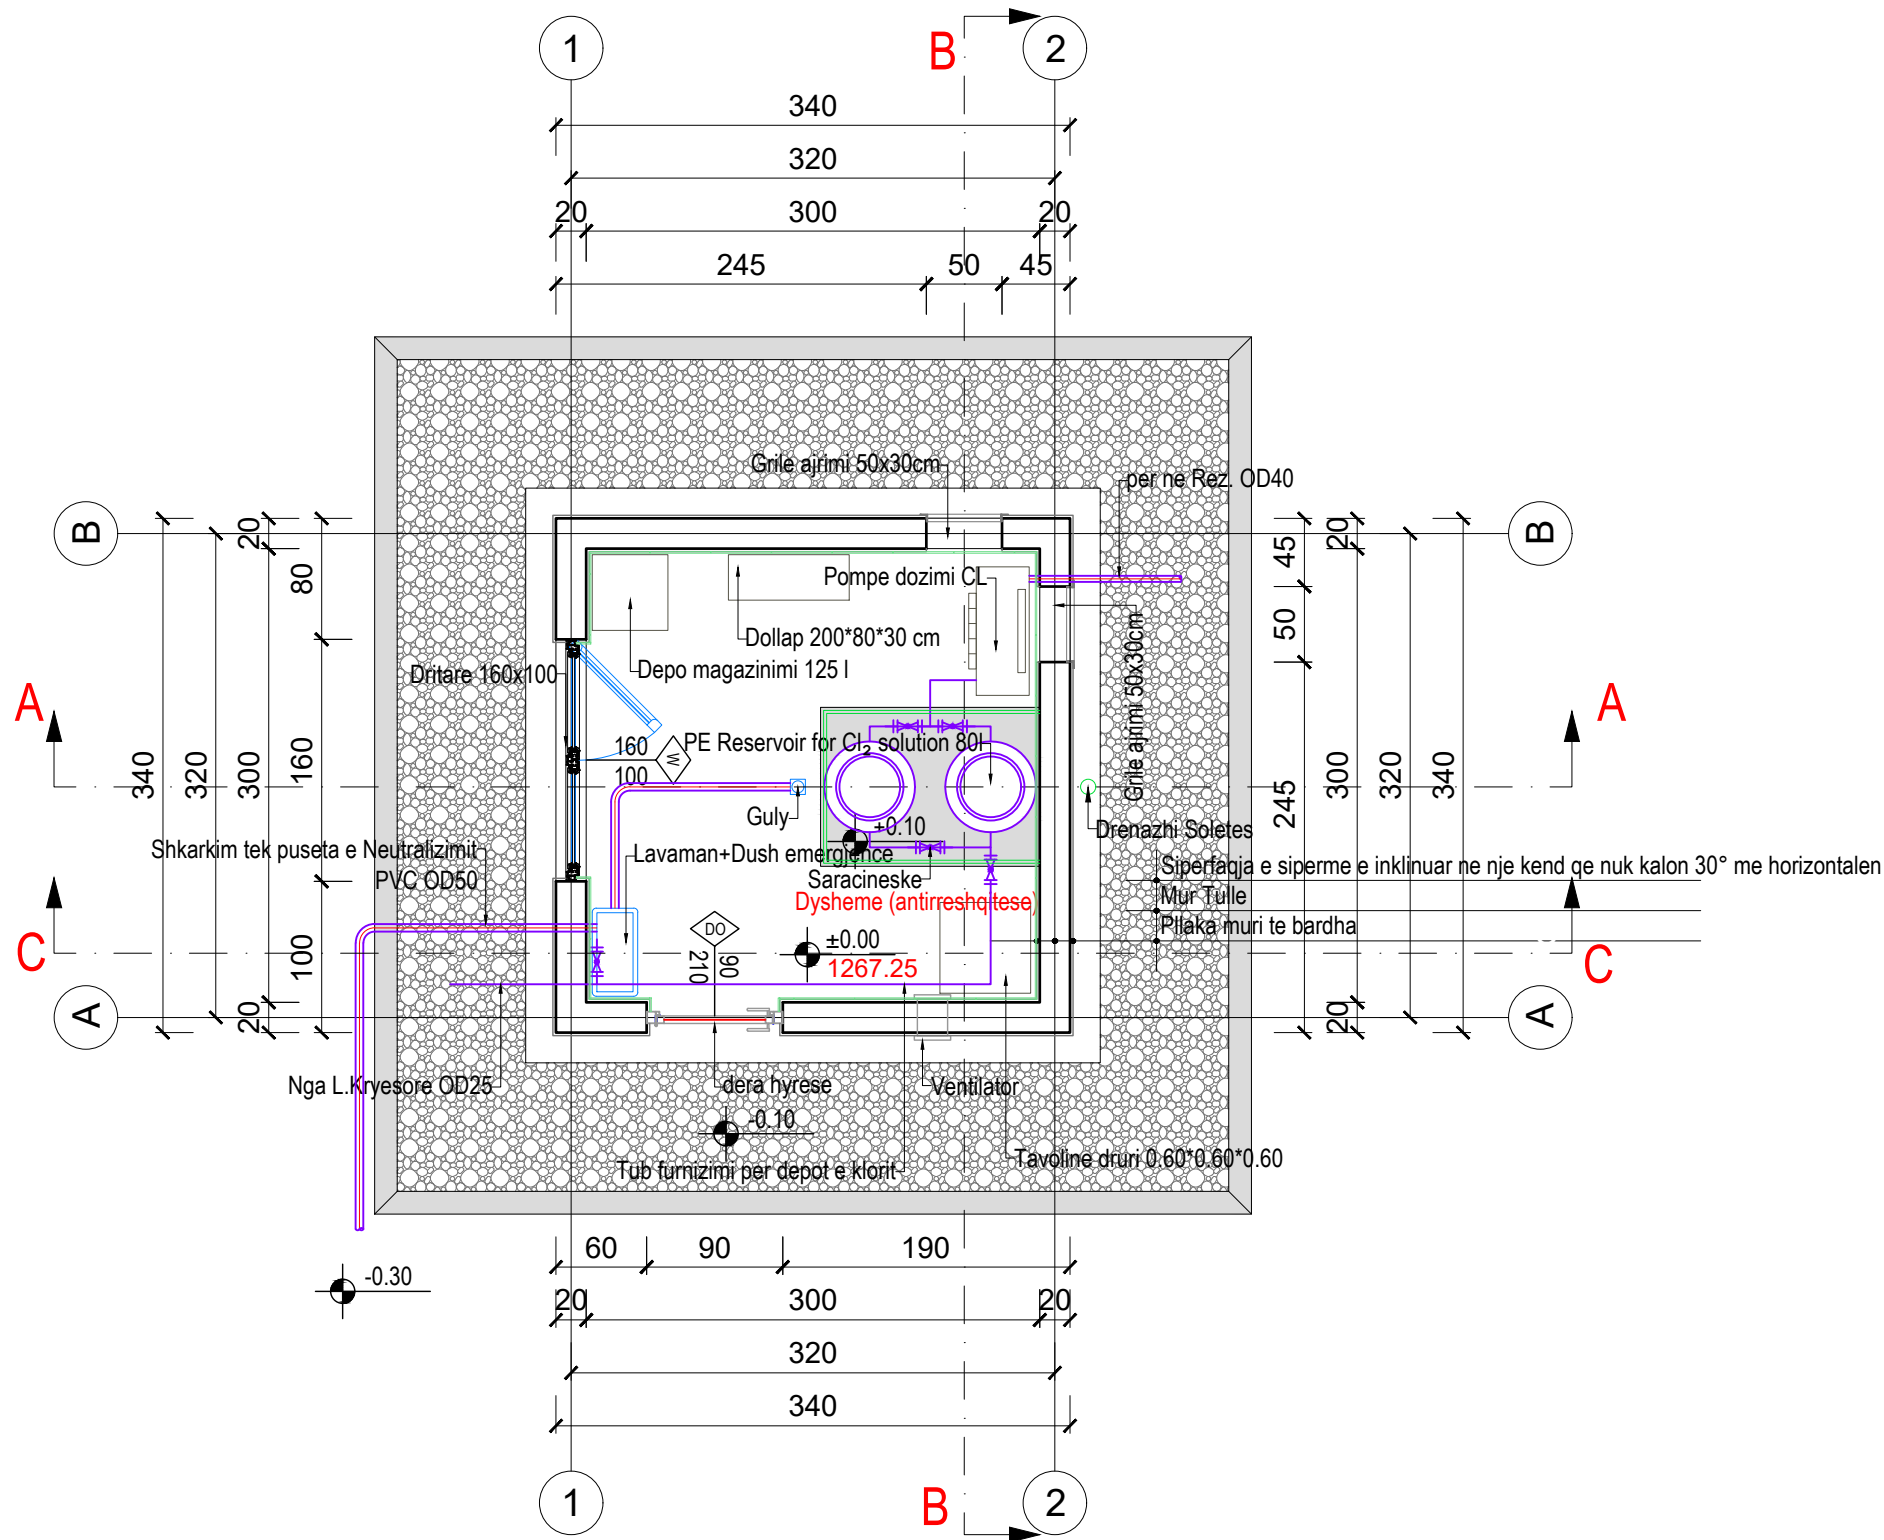 1
B
2
340
320
20
300
20
245
50
45
Grile ajrimi 50x30cm
per ne Rez. OD40
B
B
20
80
20
45
Pompe dozimi CL
50
Dollap 200*80*30 cm
Depo magazinimi 125 l
Dritare 160x100
Grile ajrimi 50x30cm
A
A
160
100
W
PE Reservoir for Cl₂ solution 80l
340
320
300
160
245
300
320
340
Guly
+0.10
Drenazhi Soletes
Shkarkim tek puseta e Neutralizimit
PVC OD50
Lavaman+Dush emergjence
Saracineske
Siperfaqja e siperme e inklinuar ne nje kend qe nuk kalon 30° me horizontalen
Mur Tulle
Dysheme (antirreshqitese)
Pllaka muri te bardha
DO
90
210
±0.00
1267.25
C
C
100
20
20
A
A
Nga L.Kryesore OD25
dera hyrese
Ventilator
-0.10
Tub furnizimi per depot e klorit
Tavoline druri 0.60*0.60*0.60
60
90
190
-0.30
20
300
20
320
340
1
B
2